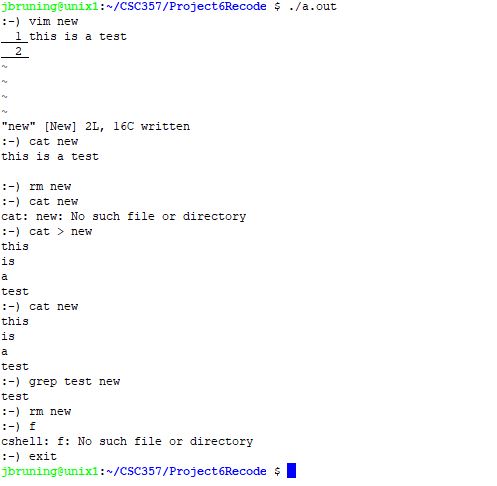 jbruning@unix1:~/CSC357/Project6Recode $ ./a.out
:-) vim new
  1 this is a test
  2
~
~
~
~
"new" [New] 2L, 16C written
:-) cat new
this is a test

:-) rm new
:-) cat new
cat: new: No such file or directory
:-) cat > new
this
is
a
test
:-) cat new
this
is
a
test
:-) grep test new
test
:-) rm new
:-) f
cshell: f: No such file or directory
:-) exit
jbruning@unix1:~/CSC357/Project6Recode $